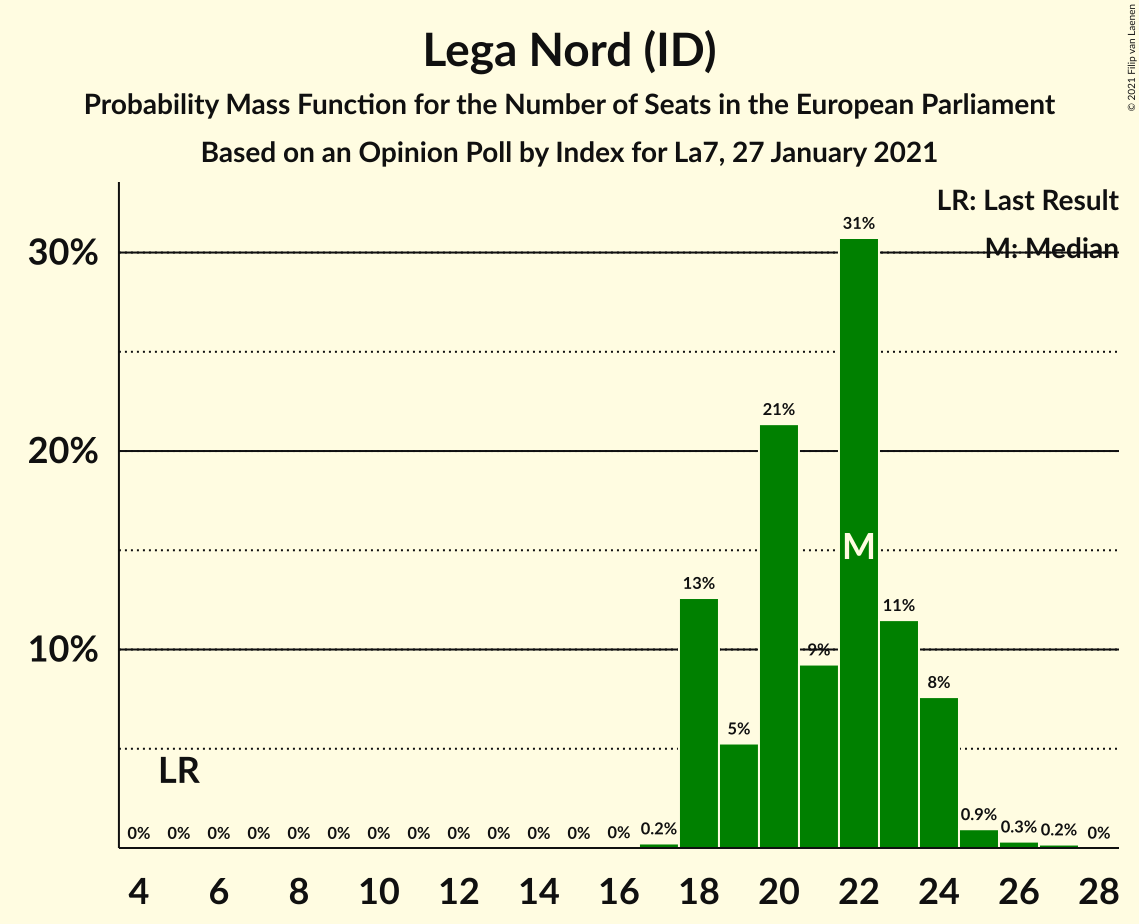 Lega Nord (ID)
Probability Mass Function for the Number of Seats in the European Parliament
Based on an Opinion Poll by Index for La7, 27 January 2021
© 2021 Filip van Laenen
LR: Last Result
M: Median
30%
20%
10%
31%
21%
M
13%
11%
9%
8%
5%
LR
0% 0% 0% 0% 0% 0% 0% 0% 0% 0% 0% 0% 0% 0.2% 0.9% 0.3% 0.2% 0%
4 6 8 10 12 14 16 18 20 22 24 26 28